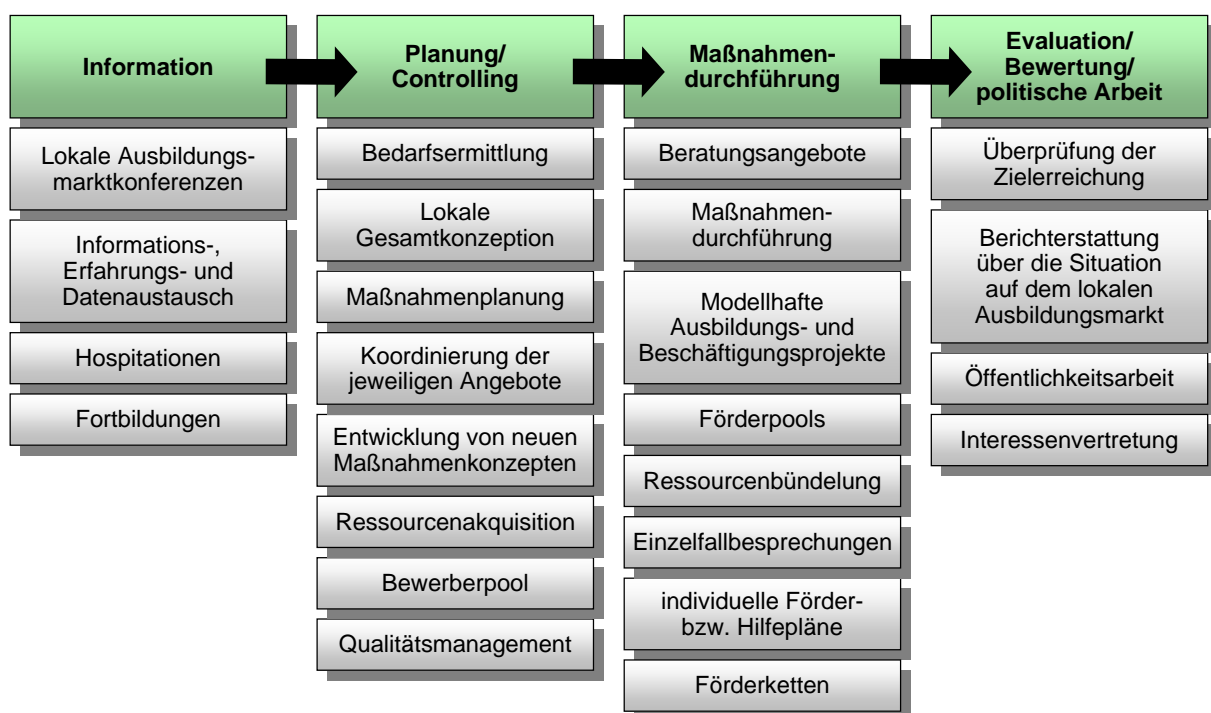 Information
Lokale Ausbildungs-
marktkonferenzen
Informations-,
Erfahrungs- und
Datenaustausch
Hospitationen
Fortbildungen
Planung/
Controlling
Bedarfsermittlung
Lokale
Gesamtkonzeption
Maßnahmenplanung
Koordinierung der
jeweiligen Angebote
Entwicklung von neuen
Maßnahmenkonzepten
Ressourcenakquisition
Bewerberpool
Qualitätsmanagement
Maßnahmen-
durchführung
Beratungsangebote
Maßnahmen-
durchführung
Modellhafte
Ausbildungs- und
Beschäftigungsprojekte
Förderpools
Ressourcenbündelung
Einzelfallbesprechungen
individuelle Förder-
bzw. Hilfepläne
Förderketten
Evaluation/
Bewertung/
politische Arbeit
Überprüfung der
Zielerreichung
Berichterstattung
über die Situation
auf dem lokalen
Ausbildungsmarkt
Öffentlichkeitsarbeit
Interessenvertretung